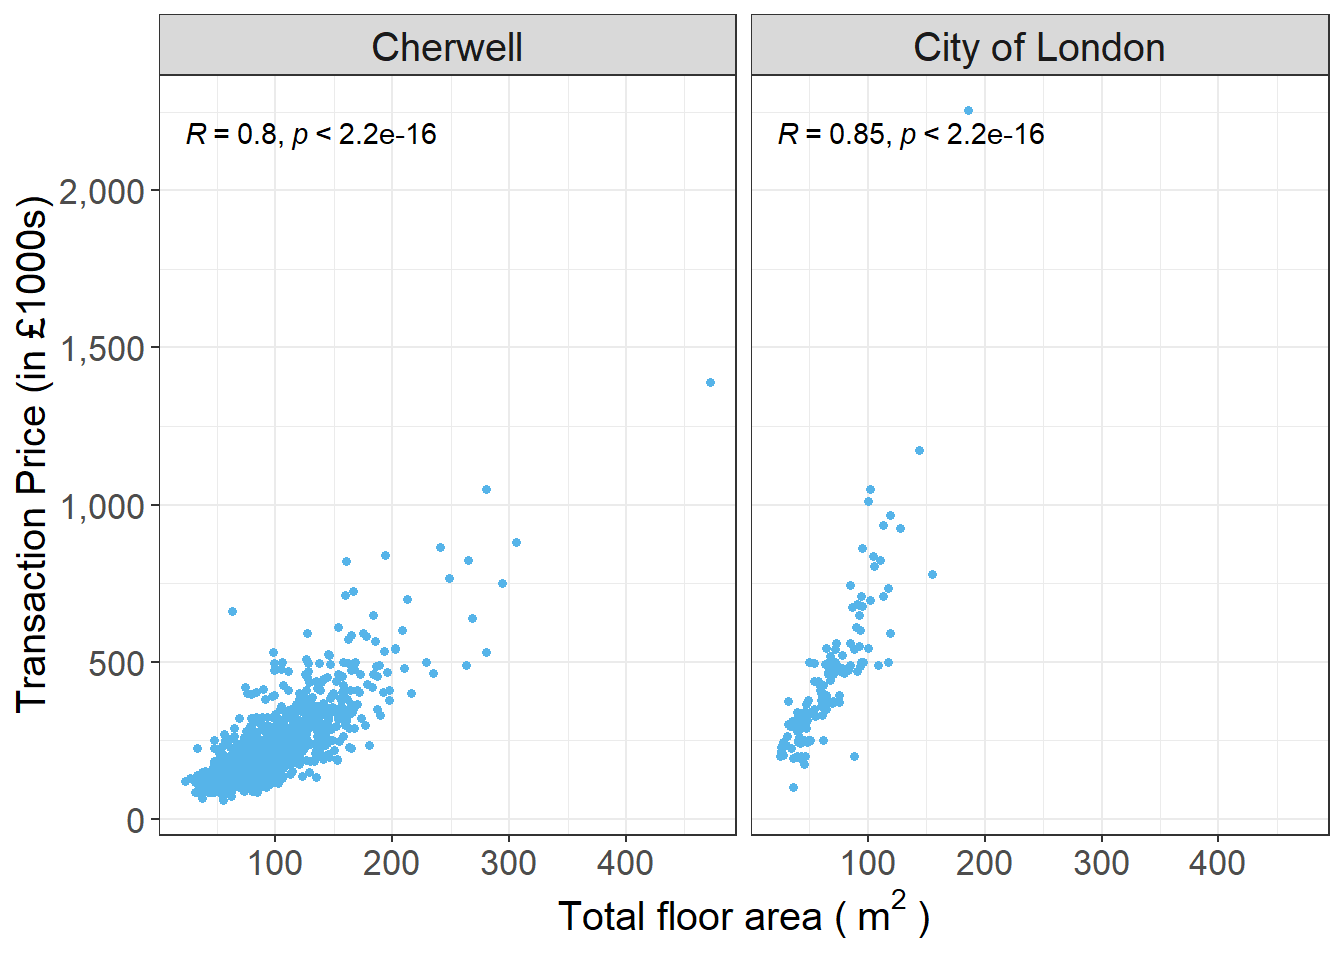 Cherwell
City of London
R = 0.8, p < 2.2e-16
R = 0.85, p < 2.2e-16
Transaction Price (in £1000s)
2,000
1,500
1,000
500
0
100 200 300 400
100 200 300 400
Total floor area ( m² )